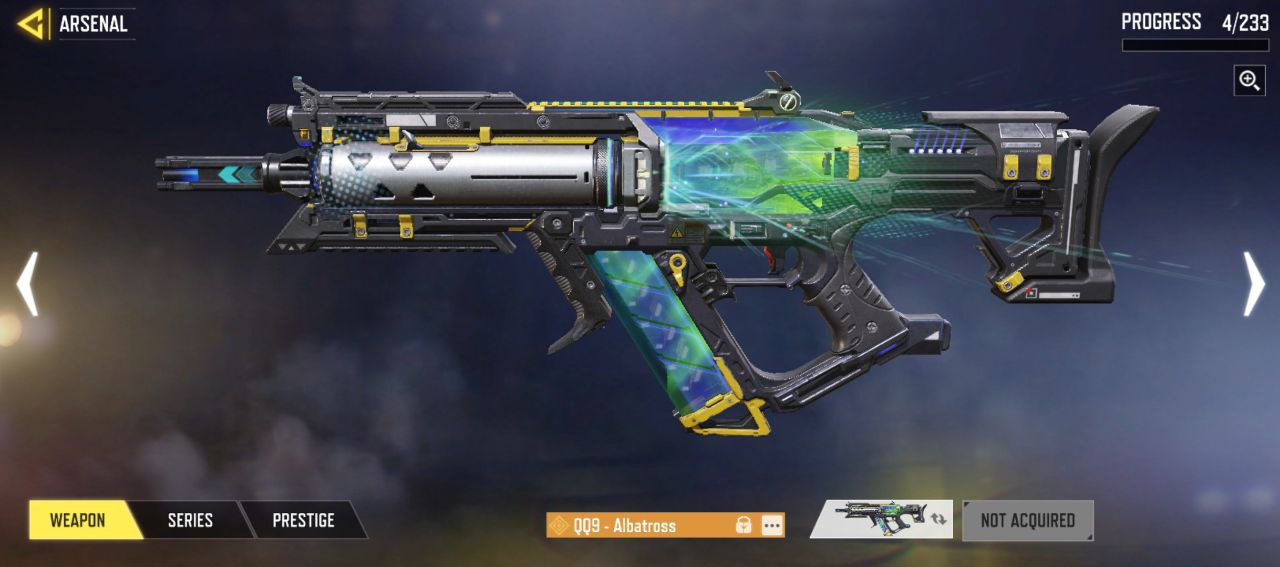 ARSENAL
PROGRESS 4/233
WEAPON
SERIES
PRESTIGE
QQ9 - Albatross
NOT ACQUIRED